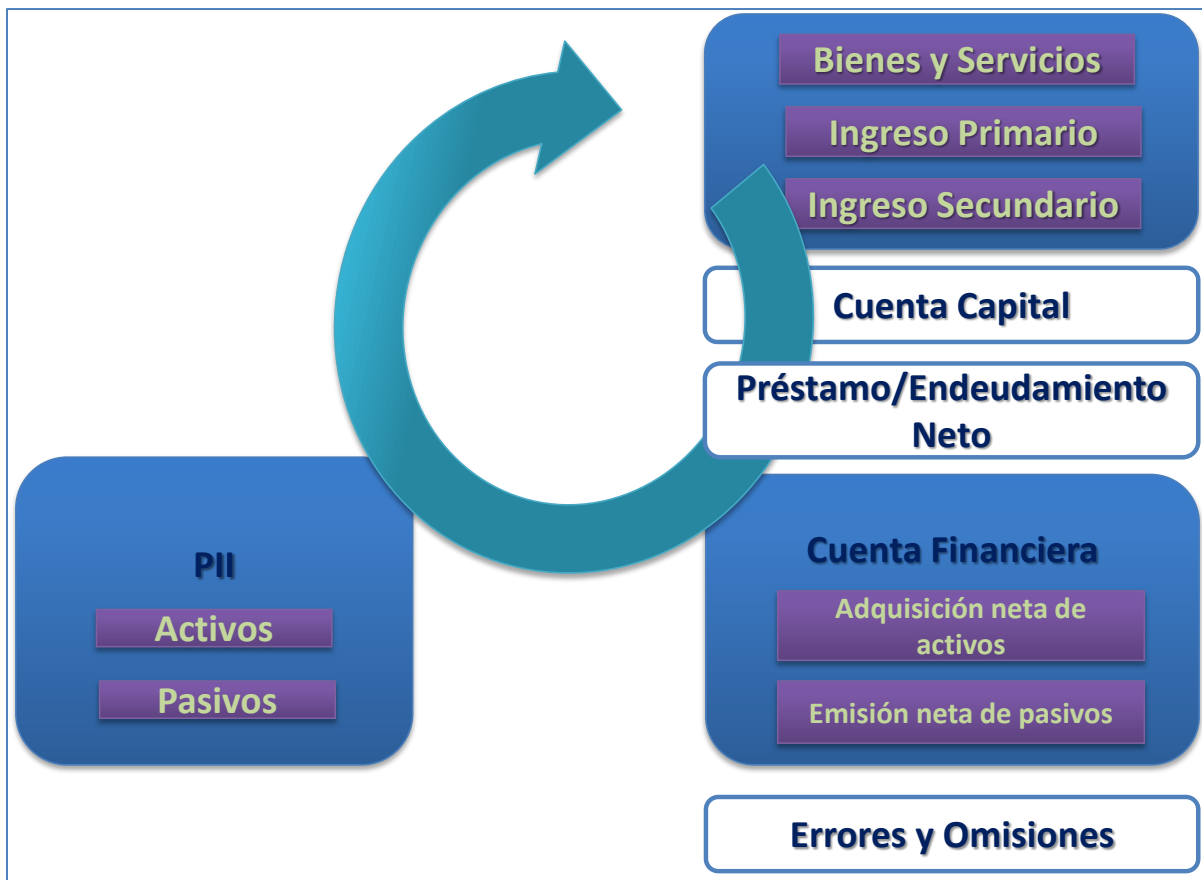 Bienes y Servicios
Ingreso Primario
Ingreso Secundario
Cuenta Capital
Préstamo/Endeudamiento
Neto
PII
Activos
Pasivos
Cuenta Financiera
Adquisición neta de
activos
Emisión neta de pasivos
Errores y Omisiones